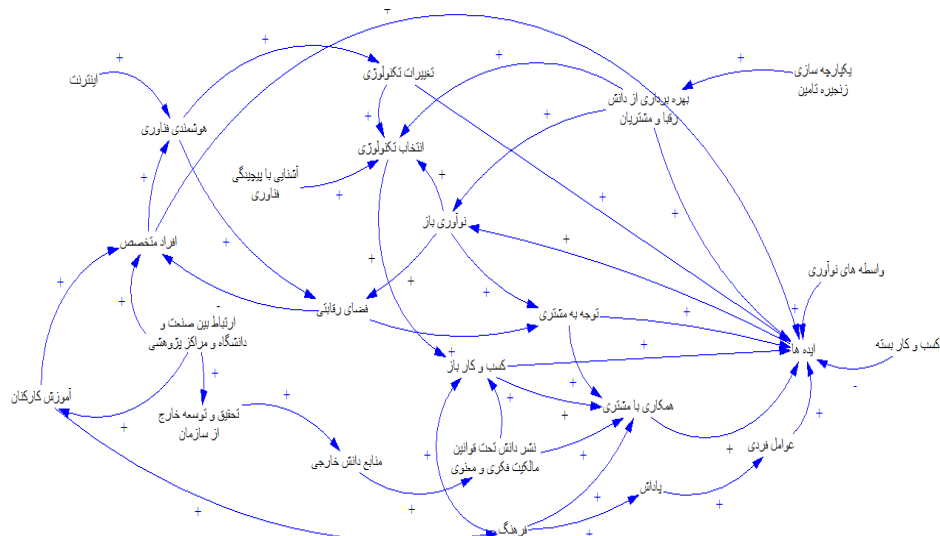 اینترنت
تغییرات تکنولوژی
یکپارچه سازی
زنجیره تامین
بهره برداری از دانش
رقبا و مشتریان
هوشمندی فناوری
انتخاب تکنولوژی
آشنایی با پیچیدگی
فناوری
نوآوری باز
افراد متخصص
واسطه های نوآوری
فضای رقابتی
توجه به مشتری
ارتباط بین صنعت و
دانشگاه و مراکز پژوهشی
ایده ها
کسب و کار بسته
کسب و کار باز
آموزش کارکنان
تحقیق و توسعه خارج
از سازمان
همکاری با مشتری
عوامل فردی
نشر دانش تحت قوانین
مالکیت فکری و معنوی
منابع دانش خارجی
پاداش
فرهنگ